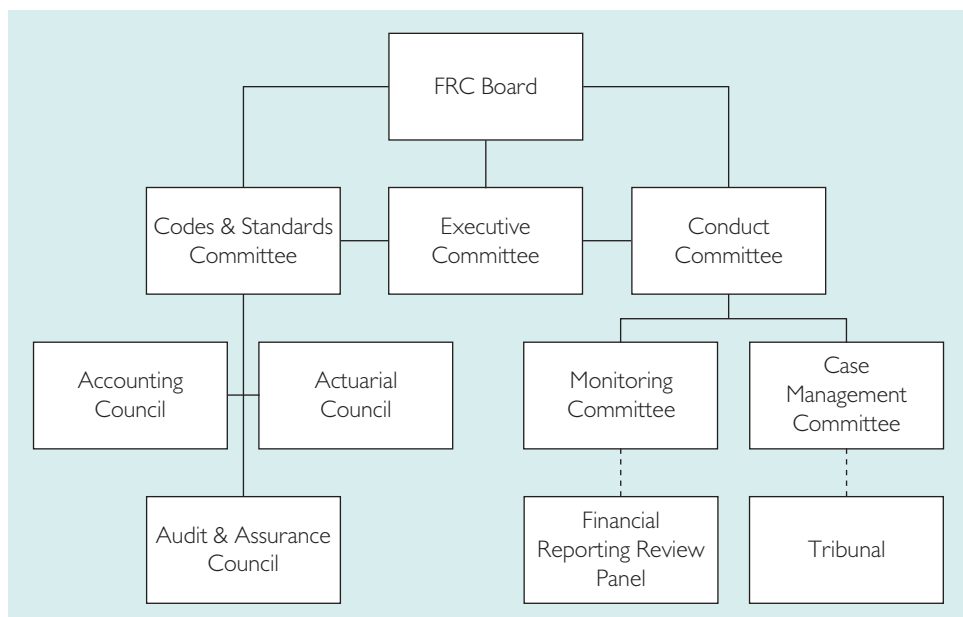 FRC Board
Codes & Standards
Committee
Executive
Committee
Conduct
Committee
Accounting
Council
Actuarial
Council
Monitoring
Committee
Case
Management
Committee
Audit & Assurance
Council
Financial
Reporting Review
Panel
Tribunal